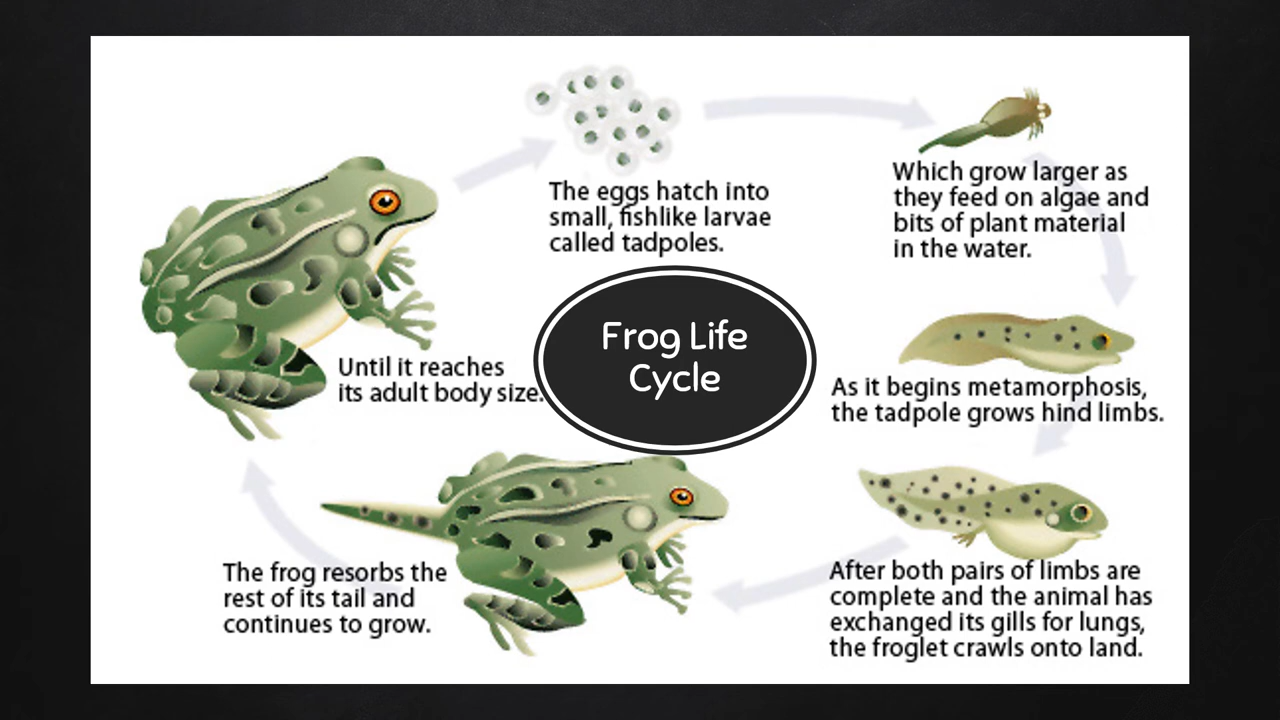 The eggs hatch into
small, fishlike larvae
called tadpoles.
Which grow larger as
they feed on algae and
bits of plant material
in the water.
As it begins metamorphosis,
the tadpole grows hind limbs.
After both pairs of limbs are
complete and the animal has
exchanged its gills for lungs,
the froglet crawls onto land.
The frog resorbs the
rest of its tail and
continues to grow.
Until it reaches
its adult body size.
Frog Life
Cycle